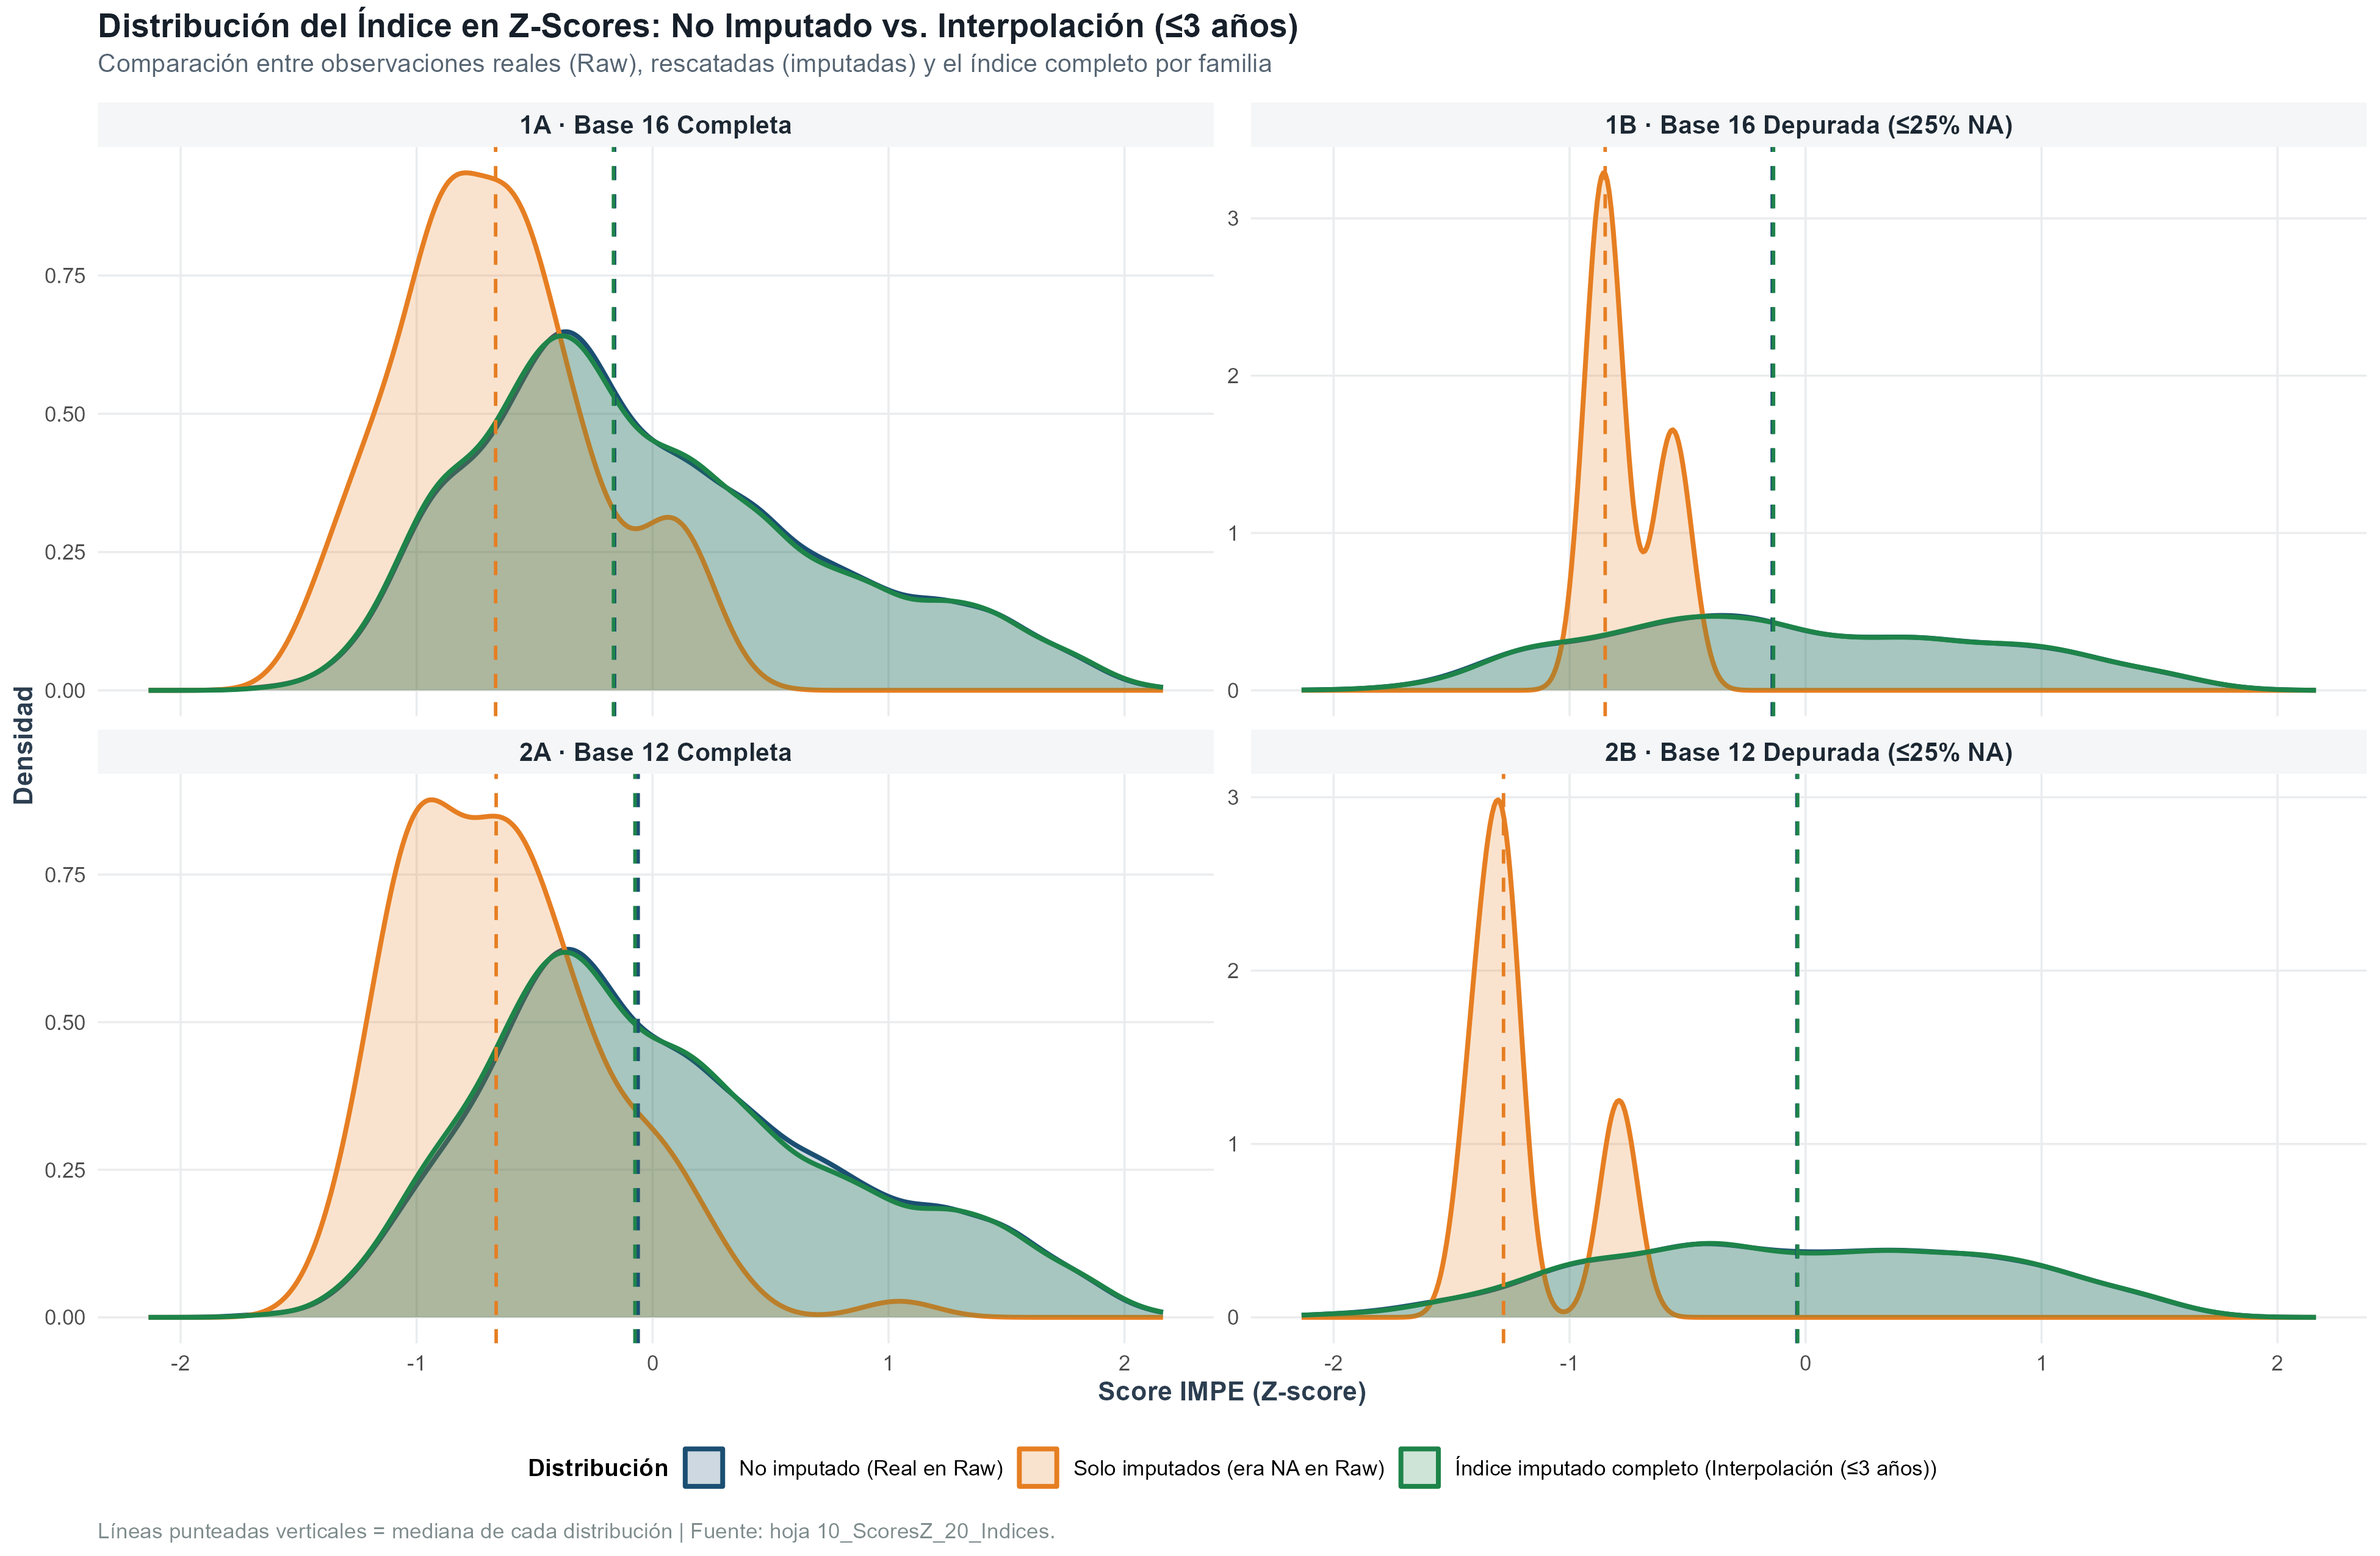 Distribución del Índice en Z-Scores: No Imputado vs. Interpolación (≤3 años)
Comparación entre observaciones reales (Raw), rescatadas (imputadas) y el índice completo por familia
1A · Base 16 Completa
1B · Base 16 Depurada (≤25% NA)
0.75
0.50
0.25
0.00
3
2
1
0
Densidad
2A · Base 12 Completa
2B · Base 12 Depurada (≤25% NA)
0.75
0.50
0.25
0.00
3
2
1
0
-2 -1 0 1 2
-2 -1 0 1 2
Score IMPE (Z-score)
Distribución No imputado (Real en Raw) Solo imputados (era NA en Raw) Índice imputado completo (Interpolación (≤3 años))
Líneas punteadas verticales = mediana de cada distribución | Fuente: hoja 10_ScoresZ_20_Indices.